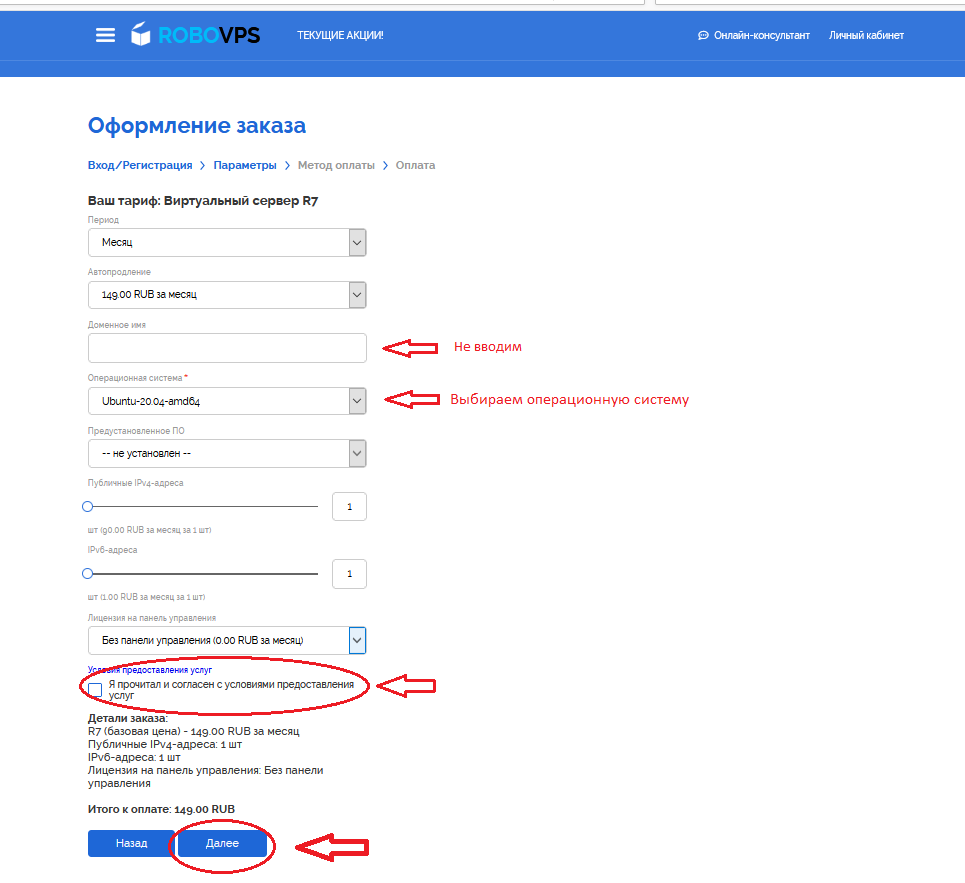 ROBOVPS ТЕКУЩИЕ АКЦИИ! Онлайн-консультант Личный кабинет
Оформление заказа
Вход/Регистрация > Параметры > Метод оплаты > Оплата
Ваш тариф: Виртуальный сервер R7
Период
Месяц
Автопродление
149.00 RUB за месяц
Доменное имя
Не вводим
Операционная система *
Ubuntu-20.04-amd64
Выбираем операционную систему
Предустановленное ПО
-- не установлен --
Публичные IPv4-адреса
1
шт (90.00 RUB за месяц за 1 шт)
IPv6-адреса
1
шт (1.00 RUB за месяц за 1 шт)
Лицензия на панель управления
Без панели управления (0.00 RUB за месяц)
Условия предоставления услуг
Я прочитал и согласен с условиями предоставления
услуг
Детали заказа:
R7 (базовая цена) - 149.00 RUB за месяц
Публичные IPv4-адреса: 1 шт
IPv6-адреса: 1 шт
Лицензия на панель управления: Без панели
управления
Итого к оплате: 149.00 RUB
Назад Далее